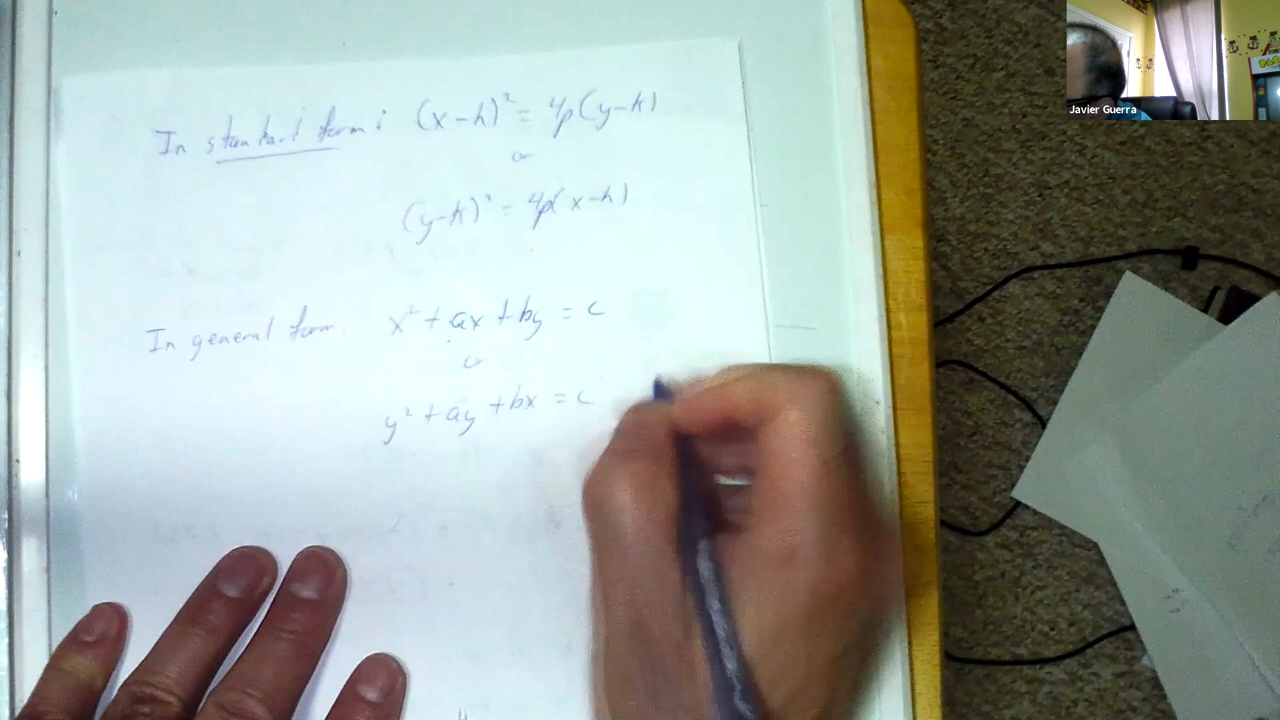 In standard form: (x-h)² = 4p(y-k)
or
(y-k)² = 4p(x-h)
In general form. x² + ax + by = c
or
y² + ay + bx = c
Javier Guerra